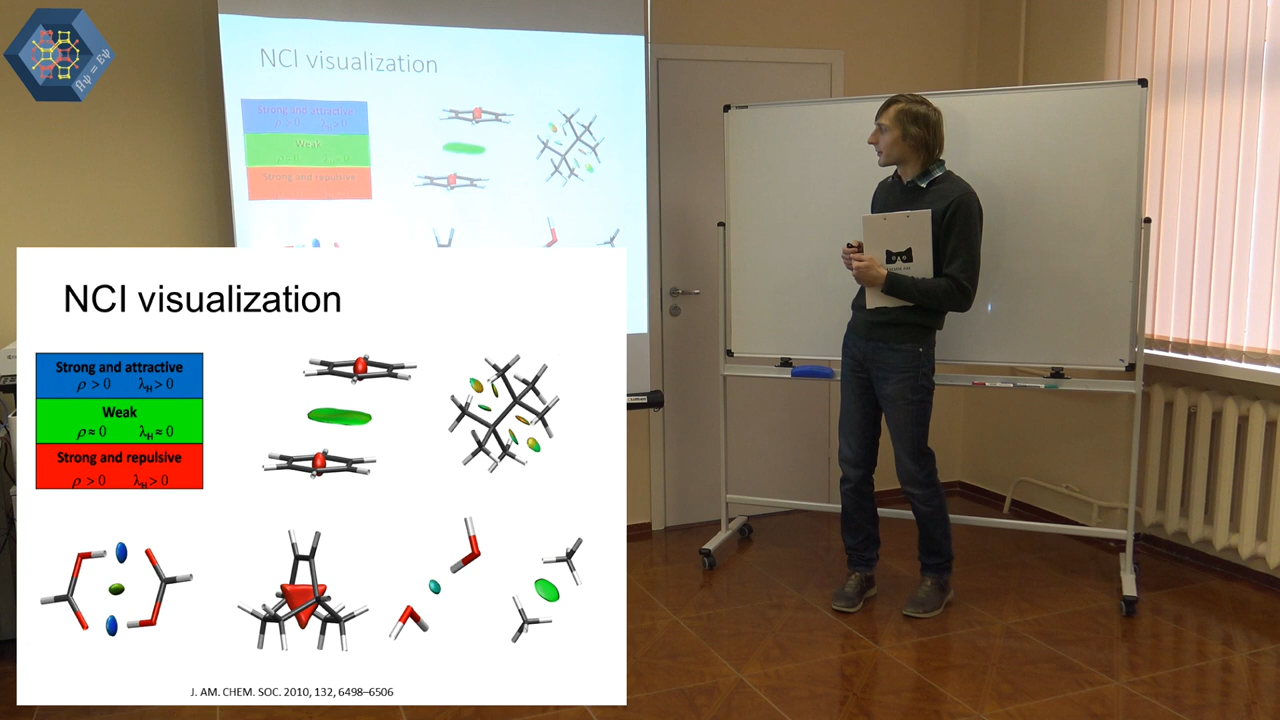 Ĥψ = Eψ
NCI visualization
Strong and attractive
Weak
Strong and repulsive
NCI visualization
Strong and attractive
ρ > 0 λH > 0
Weak
ρ ≈ 0 λH ≈ 0
Strong and repulsive
ρ > 0 λH > 0
J. AM. CHEM. SOC. 2010, 132, 6498–6506